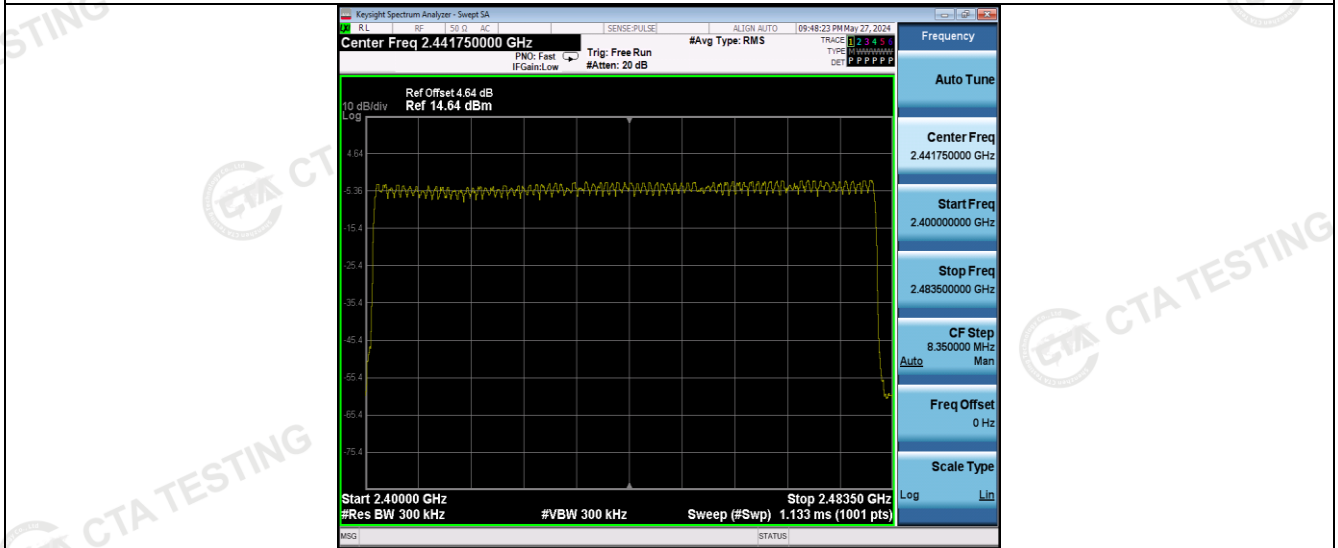 STING
Keysight Spectrum Analyzer - Swept SA
RL RF 50 Ω AC SENSE:PULSE ALIGN AUTO 09:48:23 PM May 27, 2024
Center Freq 2.441750000 GHz
PNO: Fast
IFGain:Low
Trig: Free Run
#Atten: 20 dB
#Avg Type: RMS
TRACE 1 2 3 4 5 6
TYPE M WWWWW
DET P P P P P P
Frequency
Auto Tune
Center Freq
2.441750000 GHz
Start Freq
2.400000000 GHz
Stop Freq
2.483500000 GHz
CF Step
8.350000 MHz
Auto Man
Freq Offset
0 Hz
Scale Type
Log Lin
Ref Offset 4.64 dB
10 dB/div Ref 14.64 dBm
Log
4.64
-5.36
-15.4
-25.4
-35.4
-45.4
-55.4
-65.4
-75.4
Start 2.40000 GHz Stop 2.48350 GHz
#Res BW 300 kHz #VBW 300 kHz Sweep (#Swp) 1.133 ms (1001 pts)
MSG STATUS
CT
CTA TESTING
CTA TESTING